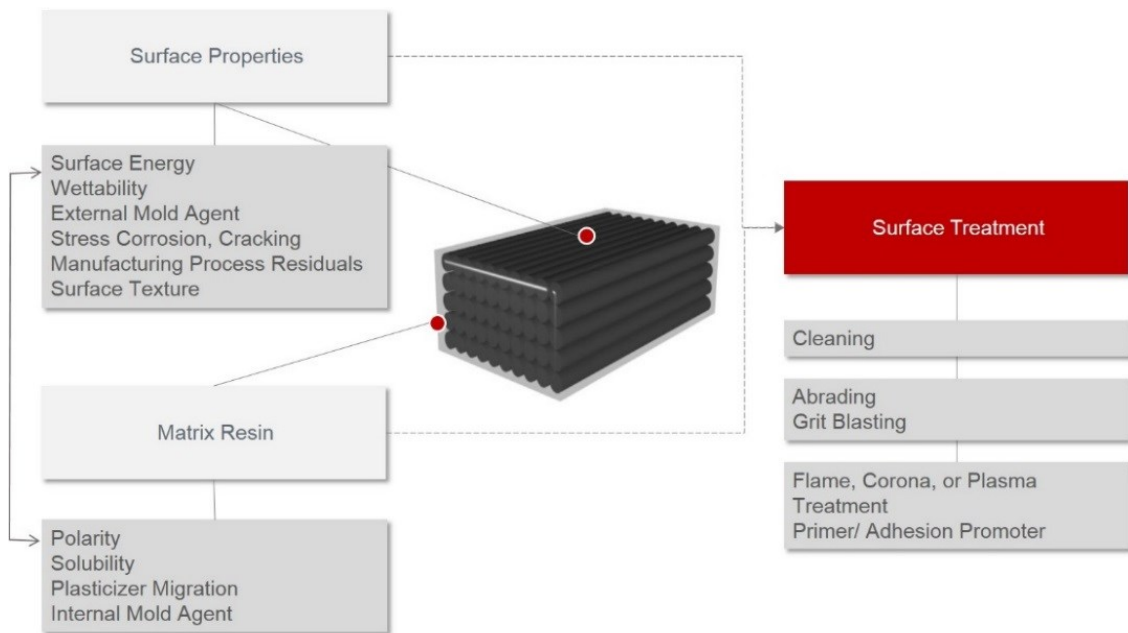 Surface Properties
Surface Energy
Wettability
External Mold Agent
Stress Corrosion, Cracking
Manufacturing Process Residuals
Surface Texture
Matrix Resin
Polarity
Solubility
Plasticizer Migration
Internal Mold Agent
Surface Treatment
Cleaning
Abrading
Grit Blasting
Flame, Corona, or Plasma
Treatment
Primer/ Adhesion Promoter